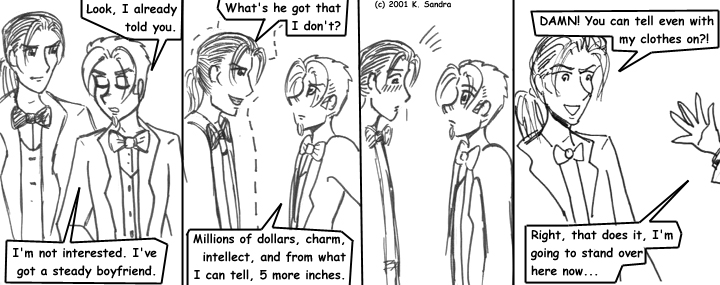 Look, I already
told you.
I'm not interested. I've
got a steady boyfriend.
What's he got that
I don't?
Millions of dollars, charm,
intellect, and from what
I can tell, 5 more inches.
(c) 2001 K. Sandra
DAMN! You can tell even with
my clothes on?!
Right, that does it, I'm
going to stand over
here now...